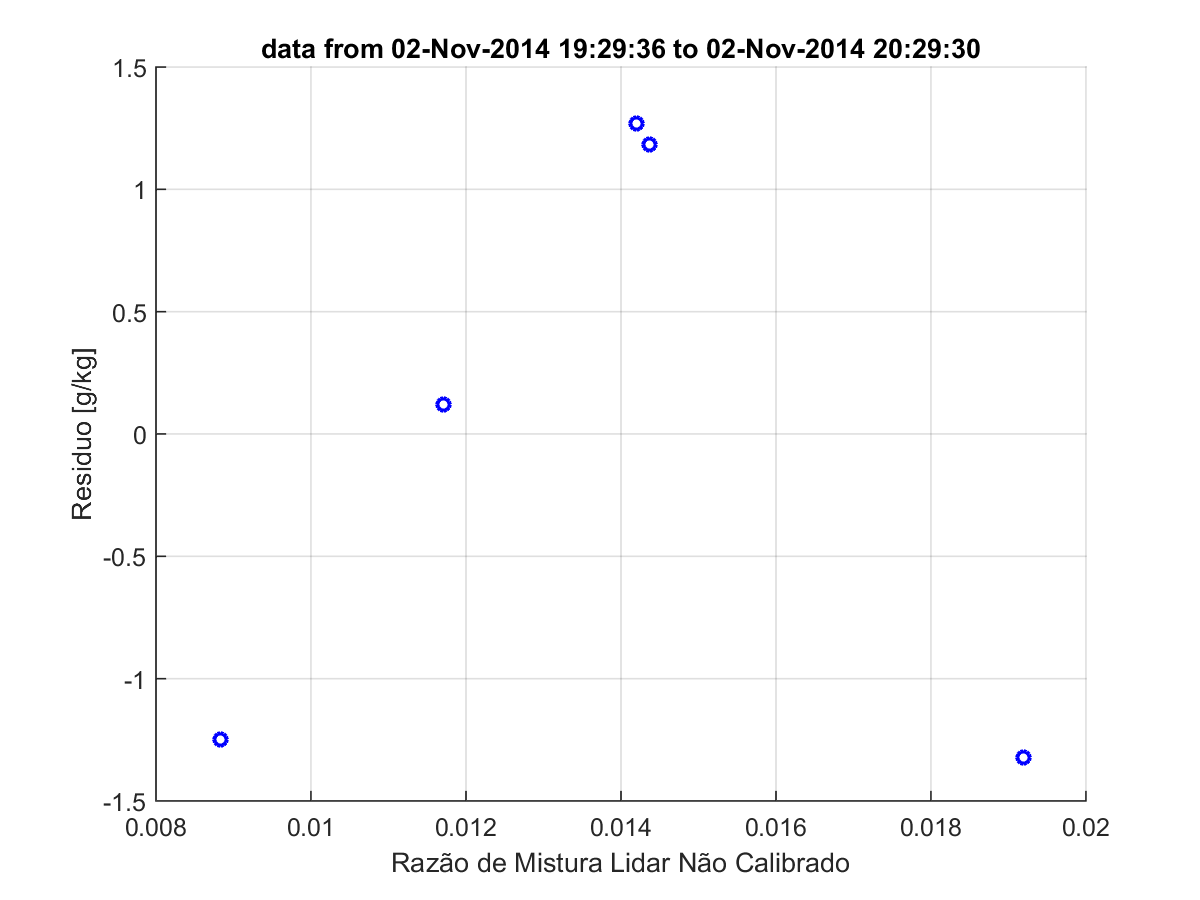 data from 02-Nov-2014 19:29:36 to 02-Nov-2014 20:29:30
1.5
1
0.5
0
-0.5
-1
-1.5
Residuo [g/kg]
0.008 0.01 0.012 0.014 0.016 0.018 0.02
Razão de Mistura Lidar Não Calibrado